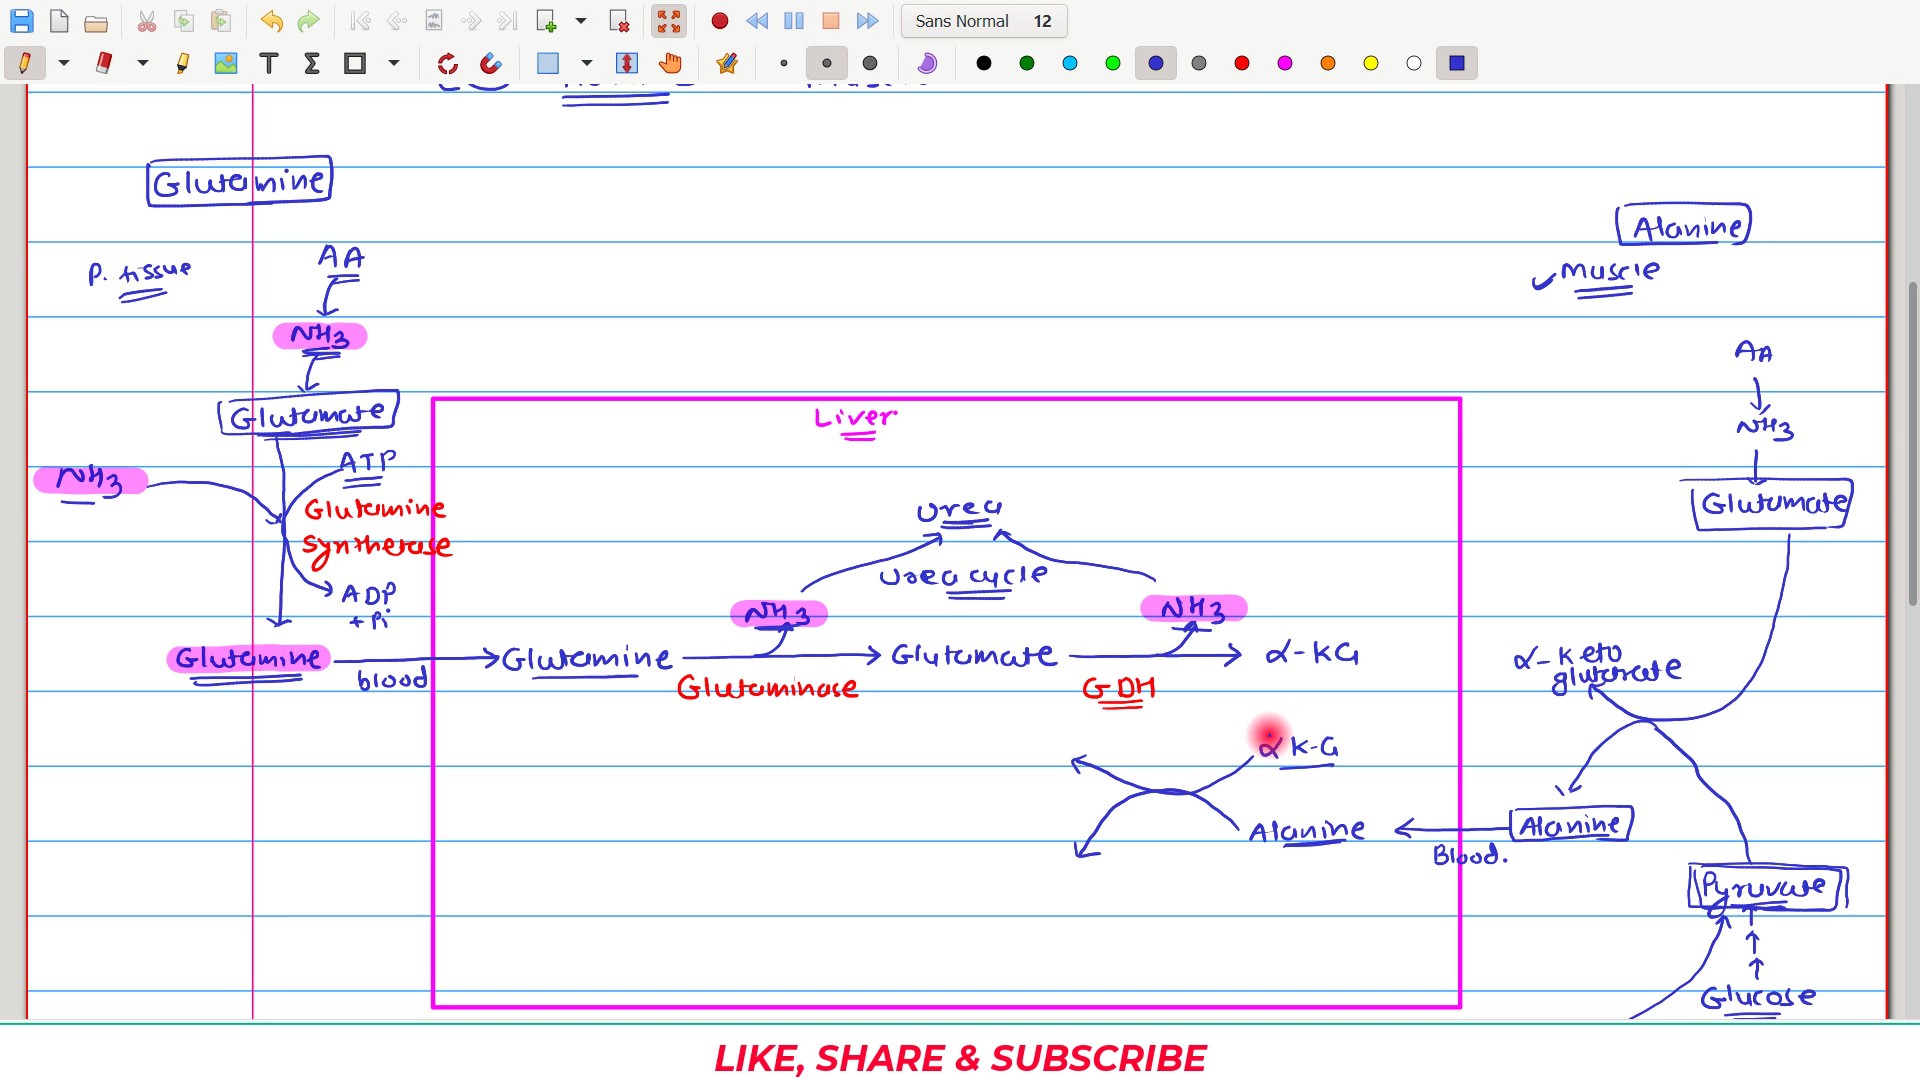 Sans Normal 12
Glutamine
P. tissue
AA
NH3
Glutamate
NH3
ATP
Glutamine
Synthetase
ADP
+ Pi
Glutamine
blood
Liver
Urea
Urea cycle
NH3
NH3
Glutamine
Glutamate
α-KG
Glutaminase
GDH
α K-G
Alanine
Blood.
Alanine
✓Muscle
AA
NH3
Glutamate
α-Keto
glutarate
Alanine
Pyruvate
Glucose
LIKE, SHARE & SUBSCRIBE